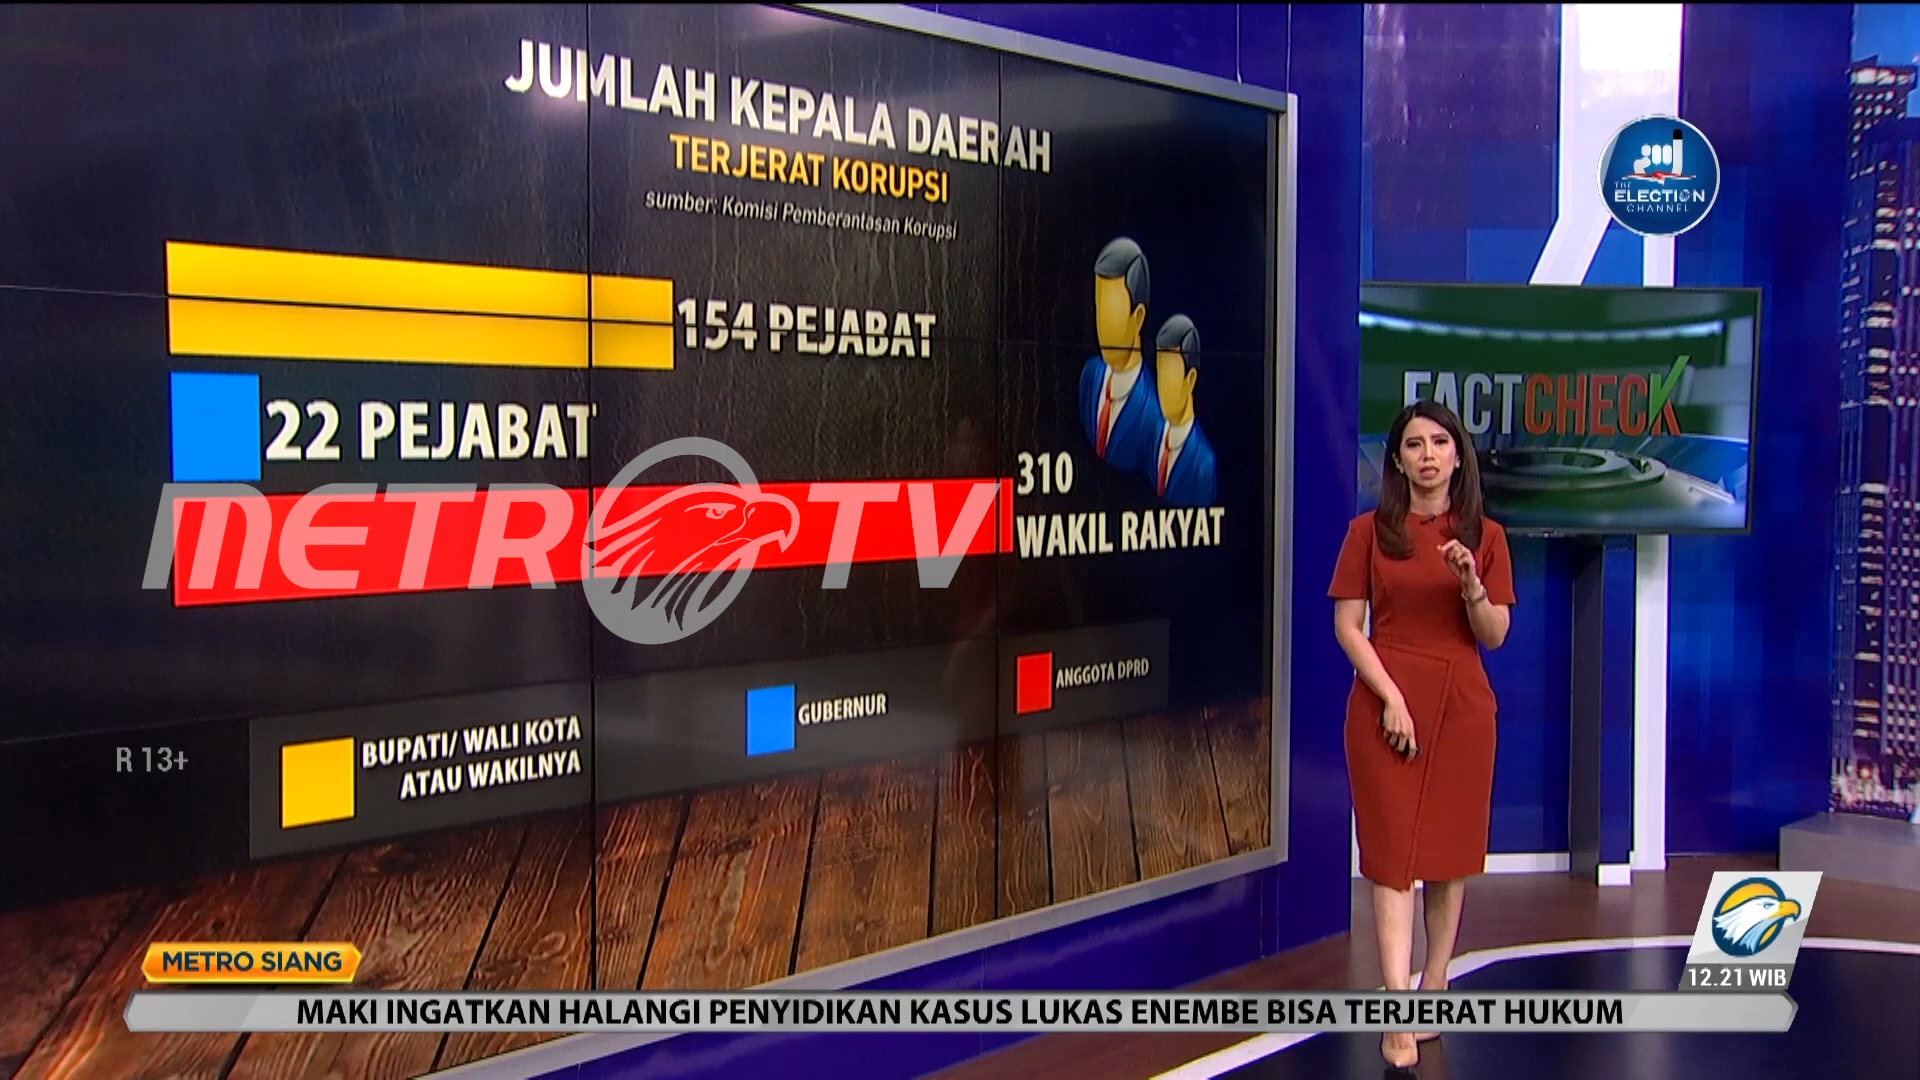 JUMLAH KEPALA DAERAH
TERJERAT KORUPSI
sumber: Komisi Pemberantasan Korupsi
154 PEJABAT
22 PEJABAT
310
WAKIL RAKYAT
METRO TV
BUPATI/ WALI KOTA
ATAU WAKILNYA
GUBERNUR
ANGGOTA DPRD
R 13+
THE
ELECTION
CHANNEL
FACTCHECK
METRO SIANG
12.21 WIB
MAKI INGATKAN HALANGI PENYIDIKAN KASUS LUKAS ENEMBE BISA TERJERAT HUKUM